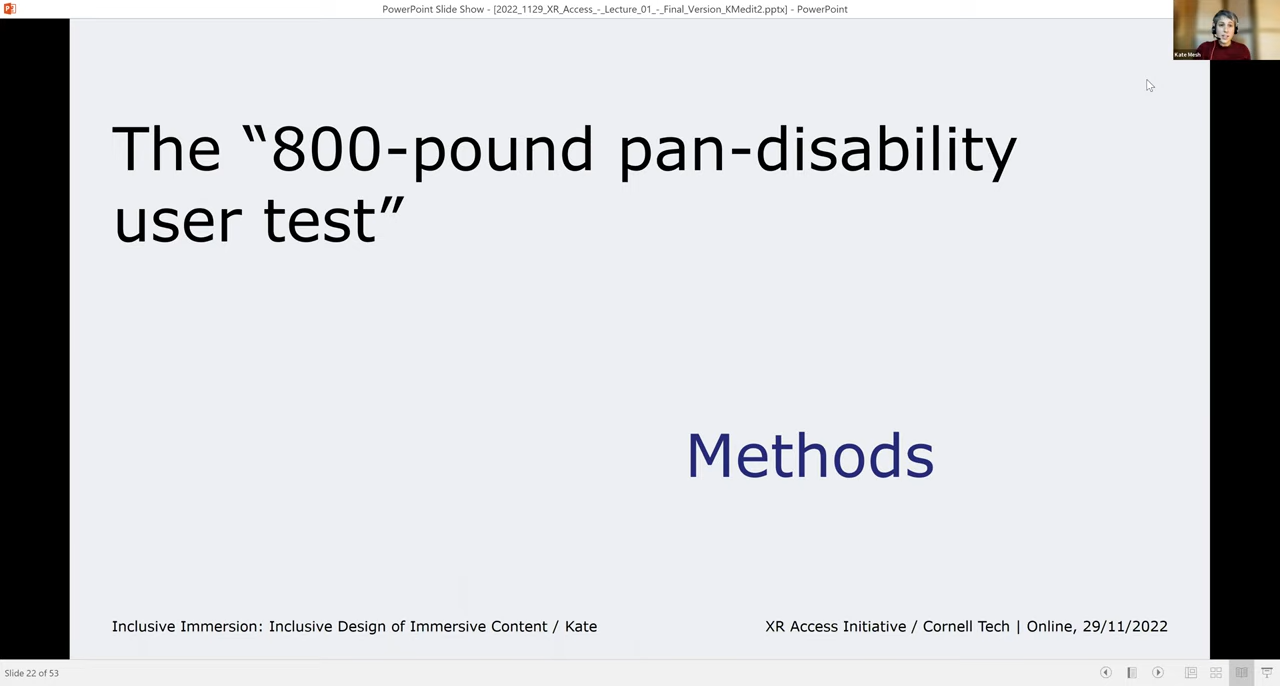 PowerPoint Slide Show - [2022_1129_XR_Access_-_Lecture_01_-_Final_Version_KMedit2.pptx] - PowerPoint
Kate Mesh
The “800-pound pan-disability
user test”
Methods
Inclusive Immersion: Inclusive Design of Immersive Content / Kate
XR Access Initiative / Cornell Tech | Online, 29/11/2022
Slide 22 of 53